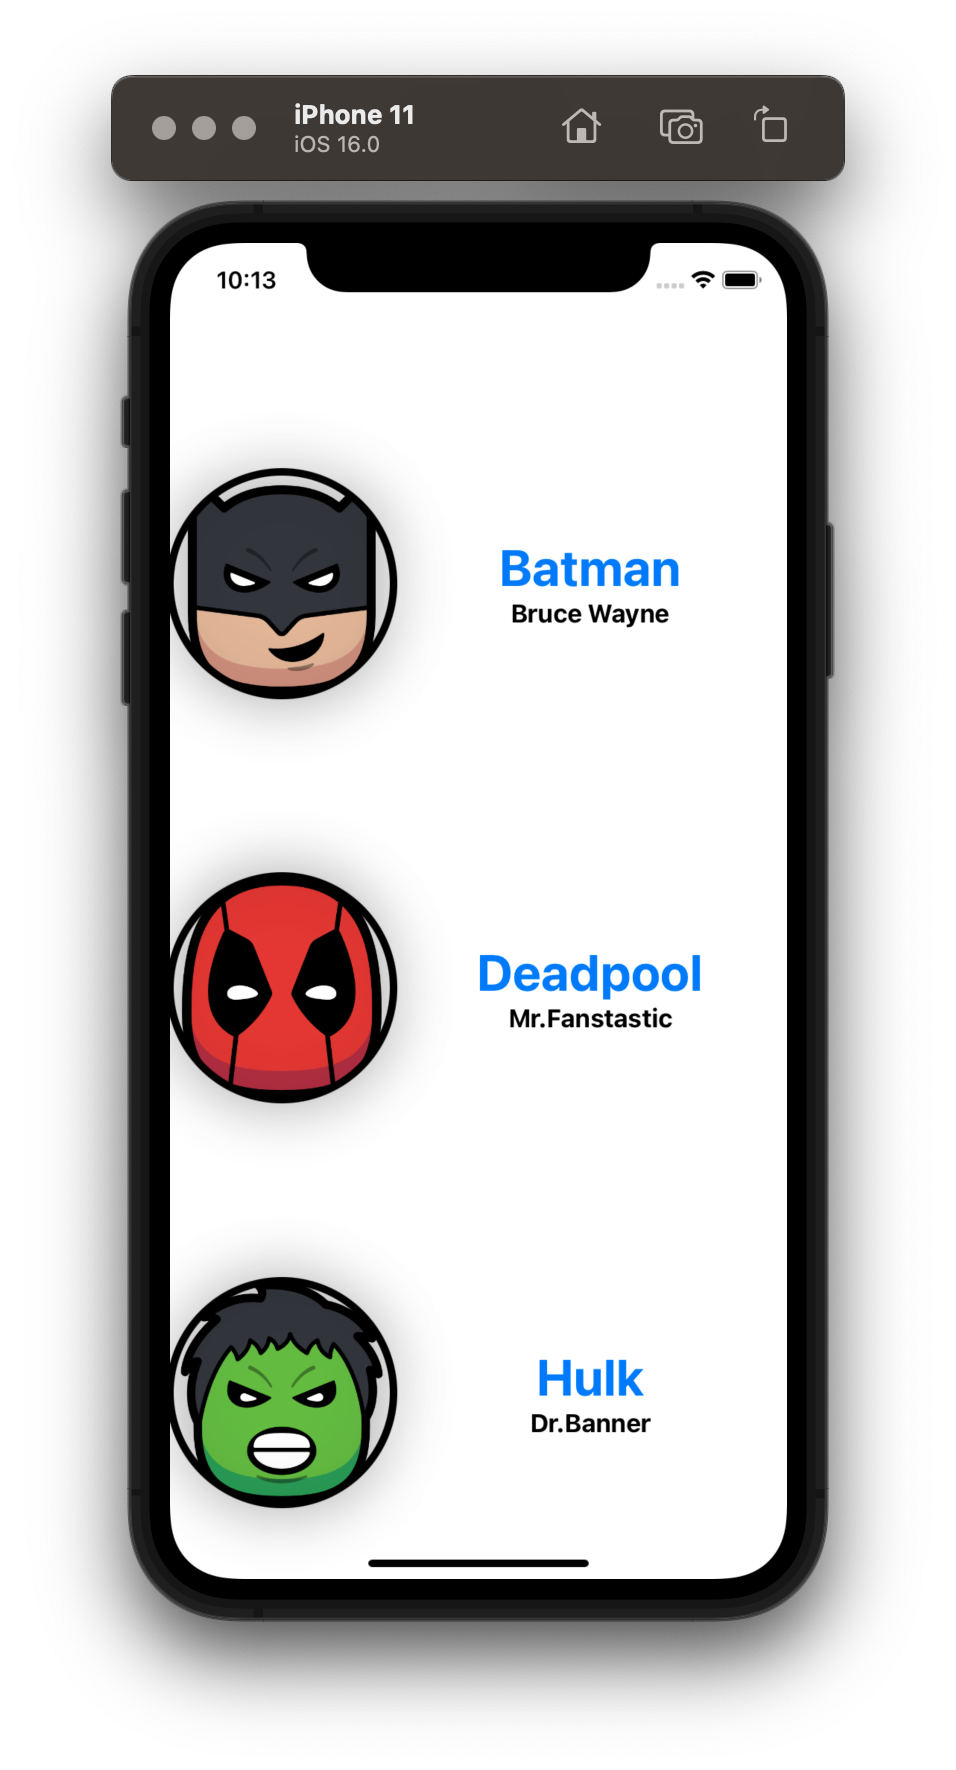 iPhone 11
iOS 16.0
10:13
Batman
Bruce Wayne
Deadpool
Mr.Fanstastic
Hulk
Dr.Banner